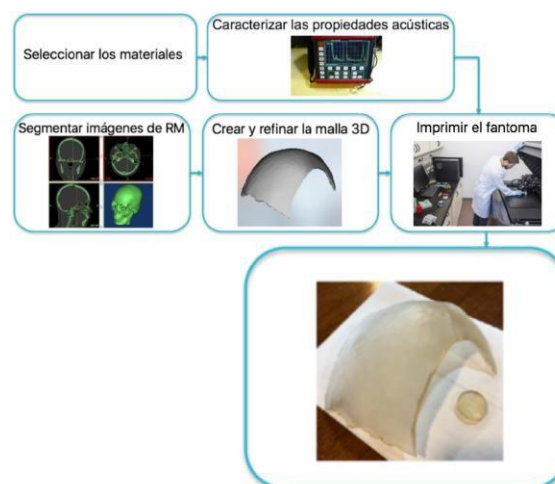 Seleccionar los materiales
Caracterizar las propiedades acústicas
Segmentar imágenes de RM
Crear y refinar la malla 3D
Imprimir el fantoma